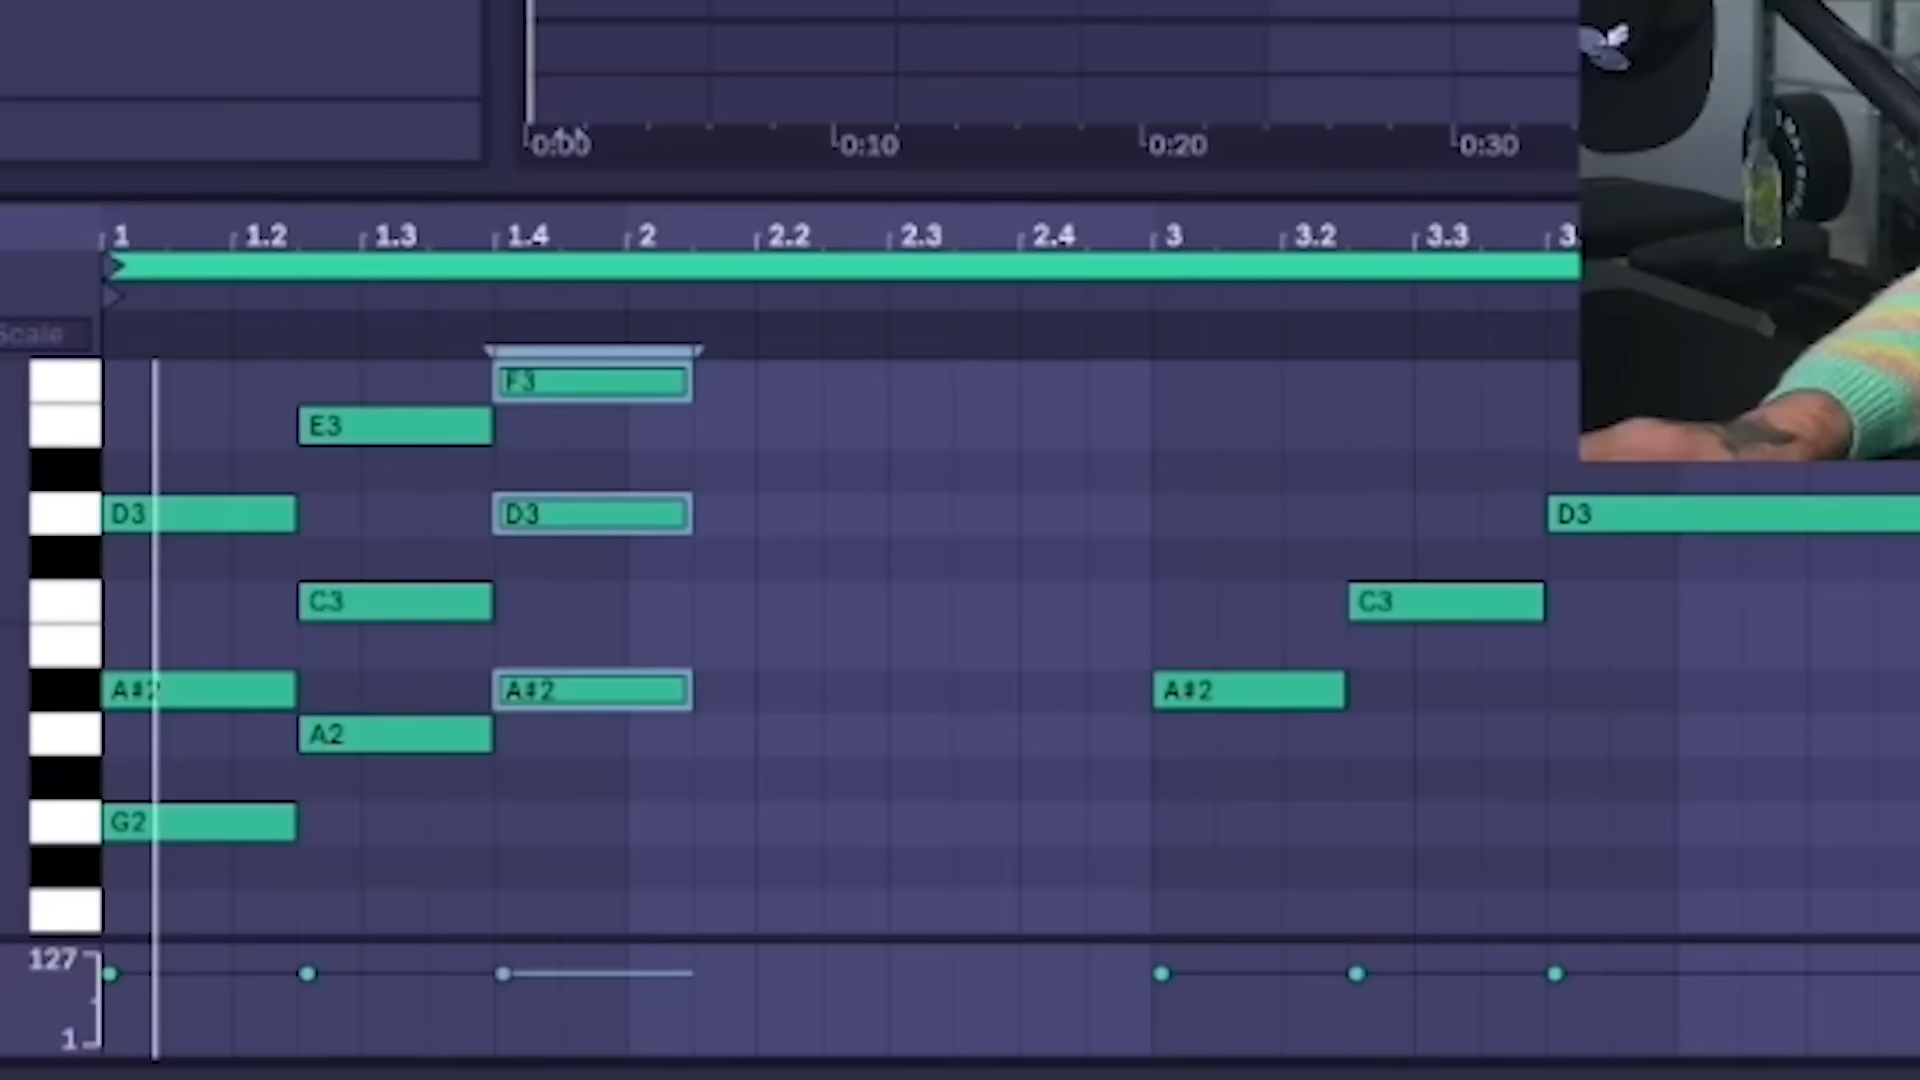 0:00 0:10 0:20 0:30
1 1.2 1.3 1.4 2 2.2 2.3 2.4 3 3.2 3.3
Scale
F3
E3
D3 D3 D3
C3 C3
A#2 A#2 A#2
A2
G2
127
1